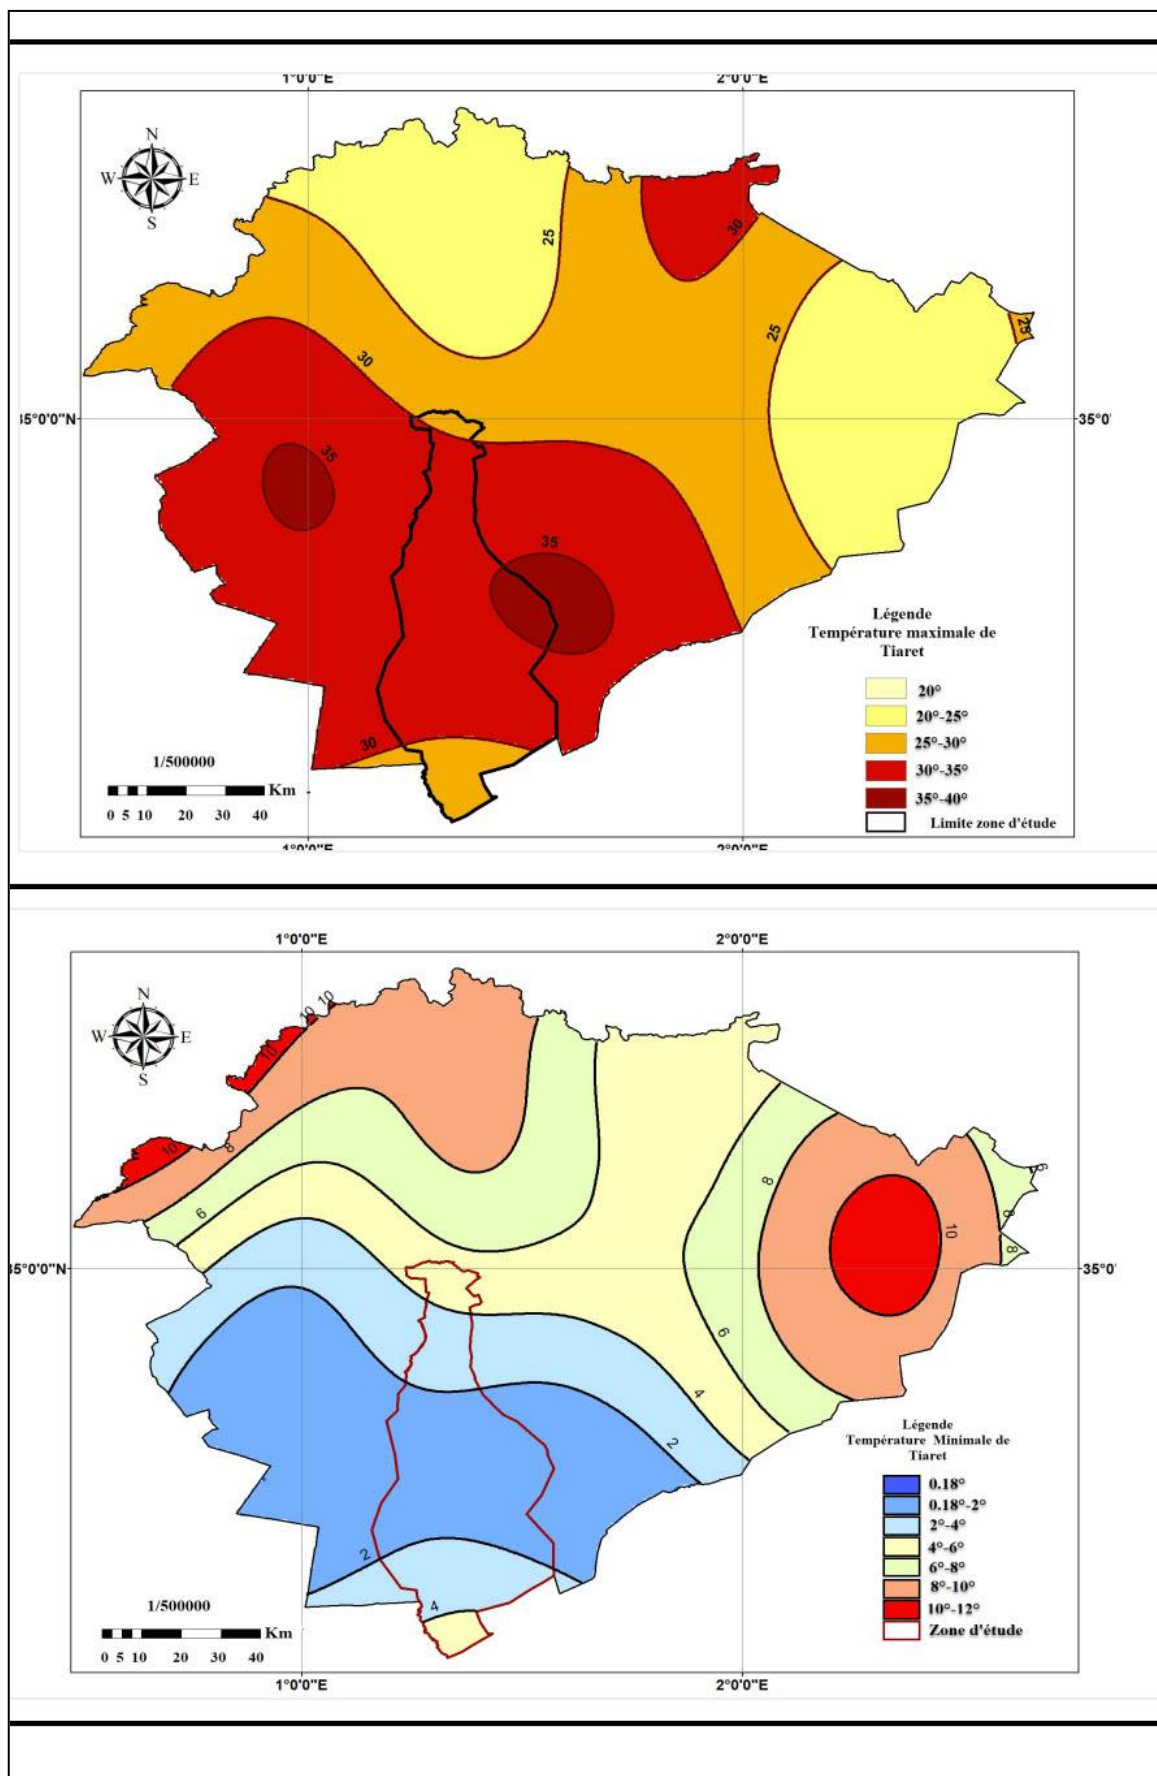 1°0'0"E 2°0'0"E
N
W E
S
25
30
25
25
30
35°0'0"N 35°0'
35
35
30
Légende
Température maximale de
Tiaret
20°
20°-25°
25°-30°
30°-35°
35°-40°
Limite zone d'étude
1/500000
Km
0 5 10 20 30 40
1°0'0"E 2°0'0"E
1°0'0"E 2°0'0"E
N
W E
S
10
10
10
10
8
6
8
6
8
8
10
35°0'0"N 35°0'
6
4
2
2
4
Légende
Température Minimale de
Tiaret
0.18°
0.18°-2°
2°-4°
4°-6°
6°-8°
8°-10°
10°-12°
Zone d'étude
1/500000
Km
0 5 10 20 30 40
1°0'0"E 2°0'0"E